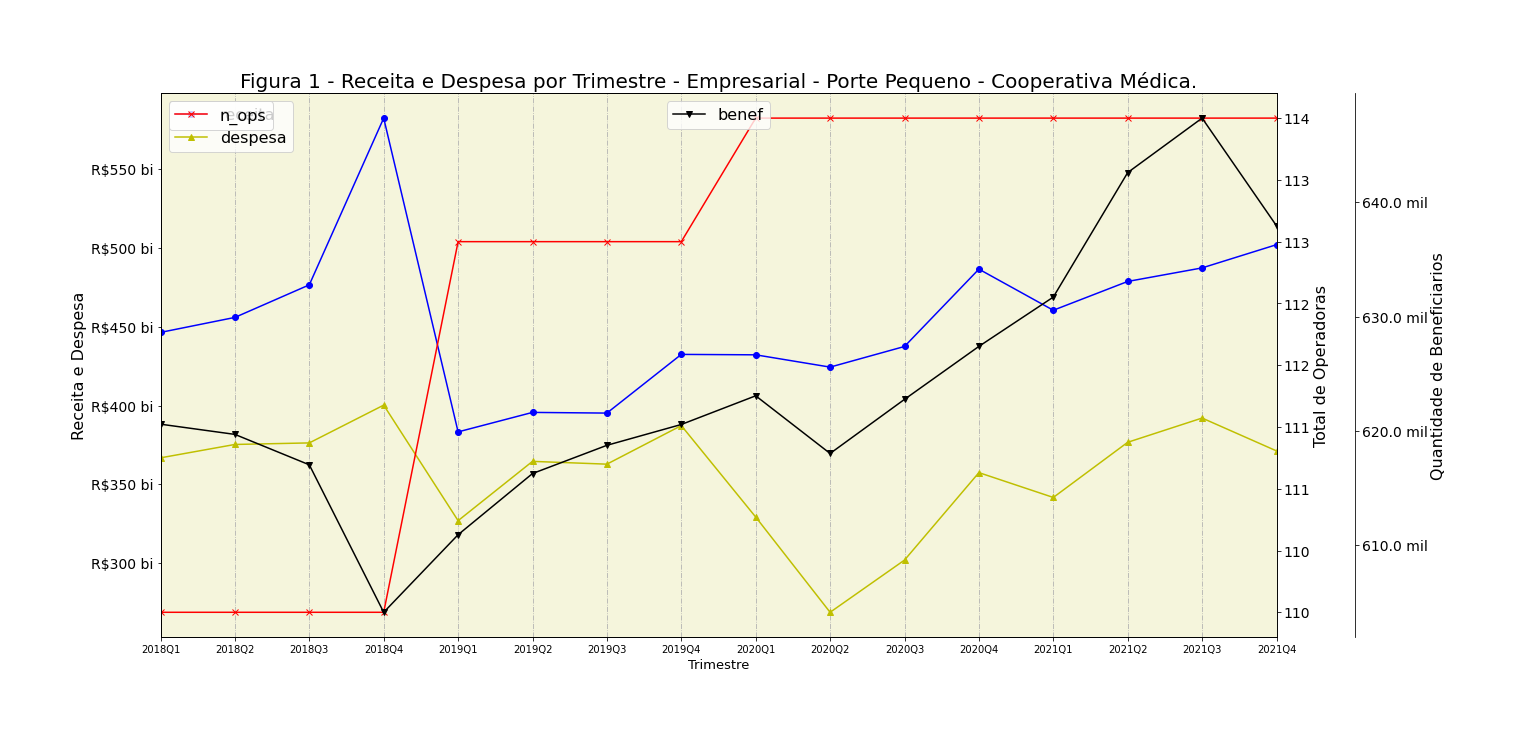 Figura 1 - Receita e Despesa por Trimestre - Empresarial - Porte Pequeno - Cooperativa Médica.
n_ops
receita
despesa
benef
R$550 bi
R$500 bi
R$450 bi
R$400 bi
R$350 bi
R$300 bi
Receita e Despesa
114
113
113
112
112
111
111
110
110
Total de Operadoras
640.0 mil
630.0 mil
620.0 mil
610.0 mil
Quantidade de Beneficiarios
2018Q1 2018Q2 2018Q3 2018Q4 2019Q1 2019Q2 2019Q3 2019Q4 2020Q1 2020Q2 2020Q3 2020Q4 2021Q1 2021Q2 2021Q3 2021Q4
Trimestre